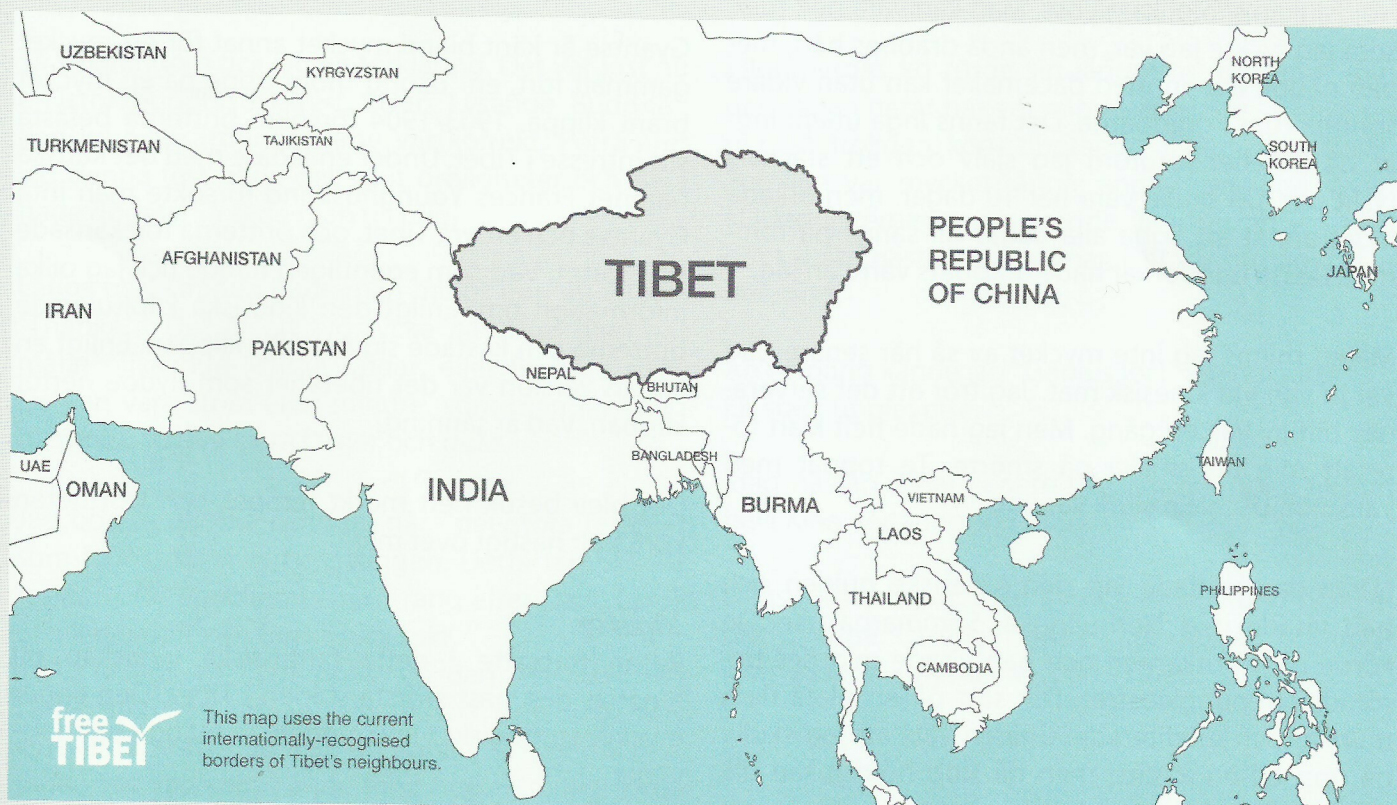 UZBEKISTAN
KYRGYZSTAN
NORTH
KOREA
TURKMENISTAN
TAJIKISTAN
SOUTH
KOREA
AFGHANISTAN
TIBET
PEOPLE'S
REPUBLIC
OF CHINA
JAPAN
IRAN
PAKISTAN
NEPAL
BHUTAN
BANGLADESH
TAIWAN
UAE
OMAN
INDIA
BURMA
VIETNAM
LAOS
THAILAND
PHILIPPINES
CAMBODIA
free
TIBET
This map uses the current
internationally-recognised
borders of Tibet's neighbours.